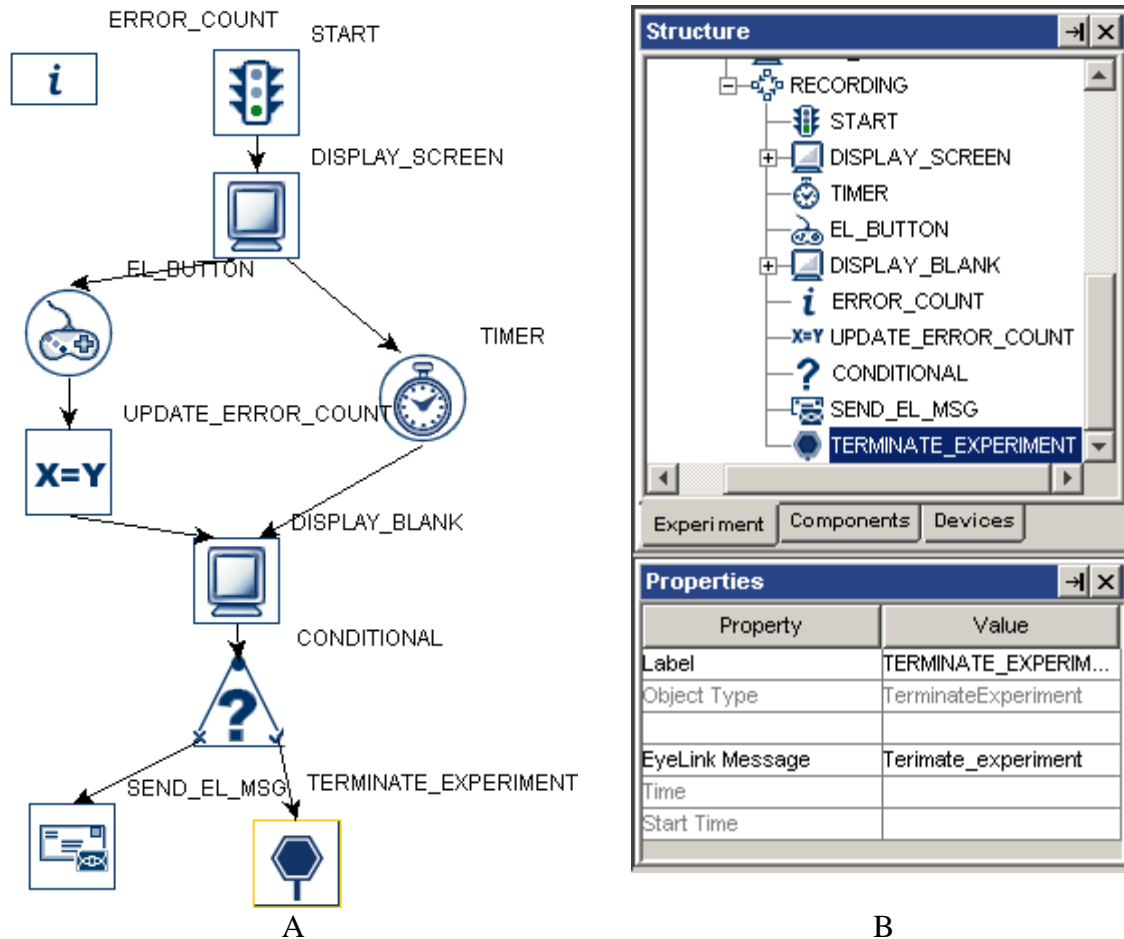 ERROR_COUNT
START
i
DISPLAY_SCREEN
EL_BUTTON
TIMER
UPDATE_ERROR_COUNT
X=Y
DISPLAY_BLANK
CONDITIONAL
?
SEND_EL_MSG
TERMINATE_EXPERIMENT
A
Structure
RECORDING
START
DISPLAY_SCREEN
TIMER
EL_BUTTON
DISPLAY_BLANK
i ERROR_COUNT
X=Y UPDATE_ERROR_COUNT
? CONDITIONAL
SEND_EL_MSG
TERMINATE_EXPERIMENT
Experiment Components Devices
Properties
Property Value
Label TERMINATE_EXPERIM...
Object Type TerminateExperiment
EyeLink Message Terimate_experiment
Time
Start Time
B